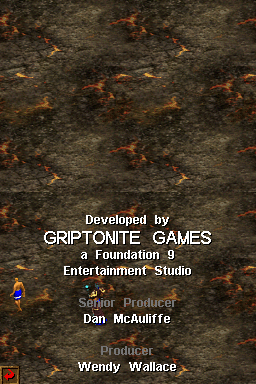 Developed by
GRIPTONITE GAMES
a Foundation 9
Entertainment Studio
Senior Producer
Dan McAuliffe
Producer
Wendy Wallace